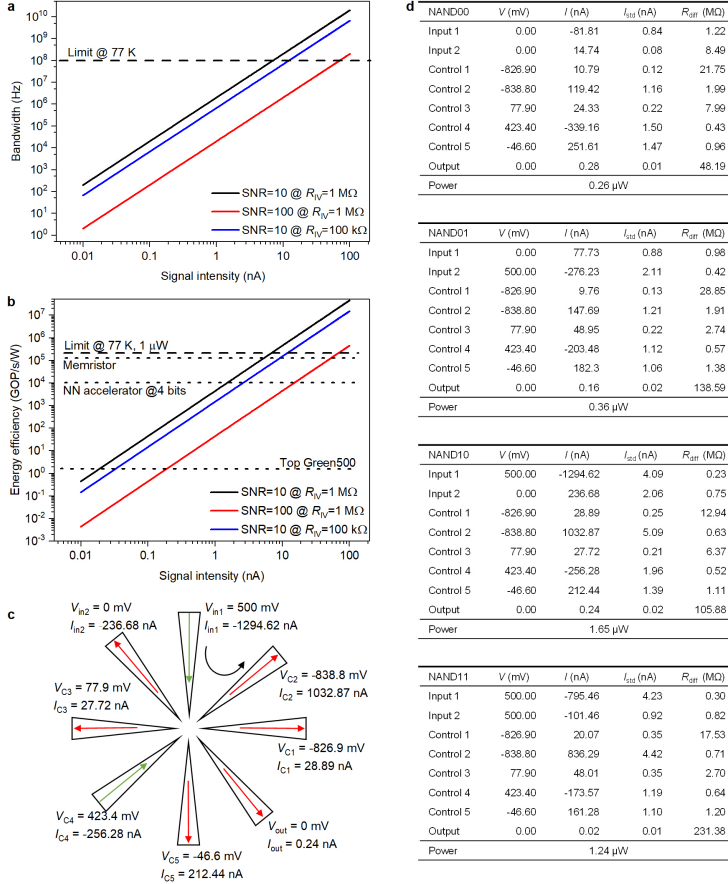 a
10^10
10^9
10^8
10^7
10^6
10^5
10^4
10^3
10^2
10^1
10^0
Bandwidth (Hz)
Limit @ 77 K
SNR=10 @ R_IV=1 MΩ
SNR=100 @ R_IV=1 MΩ
SNR=10 @ R_IV=100 kΩ
0.01 0.1 1 10 100
Signal intensity (nA)
b
10^7
10^6
10^5
10^4
10^3
10^2
10^1
10^0
10^-1
10^-2
10^-3
Energy efficiency (GOP/s/W)
Limit @ 77 K, 1 μW
Memristor
NN accelerator @4 bits
Top Green500
SNR=10 @ R_IV=1 MΩ
SNR=100 @ R_IV=1 MΩ
SNR=10 @ R_IV=100 kΩ
0.01 0.1 1 10 100
Signal intensity (nA)
c
V_in2 = 0 mV
I_in2 = -236.68 nA
V_in1 = 500 mV
I_in1 = -1294.62 nA
V_C2 = -838.8 mV
I_C2 = 1032.87 nA
V_C3 = 77.9 mV
I_C3 = 27.72 nA
V_C1 = -826.9 mV
I_C1 = 28.89 nA
V_C4 = 423.4 mV
I_C4 = -256.28 nA
V_out = 0 mV
I_out = 0.24 nA
V_C5 = -46.6 mV
I_C5 = 212.44 nA
d
NAND00 V (mV) I (nA) I_std (nA) R_diff (MΩ)
Input 1 0.00 -81.81 0.84 1.22
Input 2 0.00 14.74 0.08 8.49
Control 1 -826.90 10.79 0.12 21.75
Control 2 -838.80 119.42 1.16 1.99
Control 3 77.90 24.33 0.22 7.99
Control 4 423.40 -339.16 1.50 0.43
Control 5 -46.60 251.61 1.47 0.96
Output 0.00 0.28 0.01 48.19
Power 0.26 μW
NAND01 V (mV) I (nA) I_std (nA) R_diff (MΩ)
Input 1 0.00 77.73 0.88 0.98
Input 2 500.00 -276.23 2.11 0.42
Control 1 -826.90 9.76 0.13 28.85
Control 2 -838.80 147.69 1.21 1.91
Control 3 77.90 48.95 0.22 2.74
Control 4 423.40 -203.48 1.12 0.57
Control 5 -46.60 182.3 1.06 1.38
Output 0.00 0.16 0.02 138.59
Power 0.36 μW
NAND10 V (mV) I (nA) I_std (nA) R_diff (MΩ)
Input 1 500.00 -1294.62 4.09 0.23
Input 2 0.00 236.68 2.06 0.75
Control 1 -826.90 28.89 0.25 12.94
Control 2 -838.80 1032.87 5.09 0.63
Control 3 77.90 27.72 0.21 6.37
Control 4 423.40 -256.28 1.96 0.52
Control 5 -46.60 212.44 1.39 1.11
Output 0.00 0.24 0.02 105.88
Power 1.65 μW
NAND11 V (mV) I (nA) I_std (nA) R_diff (MΩ)
Input 1 500.00 -795.46 4.23 0.30
Input 2 500.00 -101.46 0.92 0.82
Control 1 -826.90 20.07 0.35 17.53
Control 2 -838.80 836.29 4.42 0.71
Control 3 77.90 48.01 0.35 2.70
Control 4 423.40 -173.57 1.19 0.64
Control 5 -46.60 161.28 1.10 1.20
Output 0.00 0.02 0.01 231.38
Power 1.24 μW